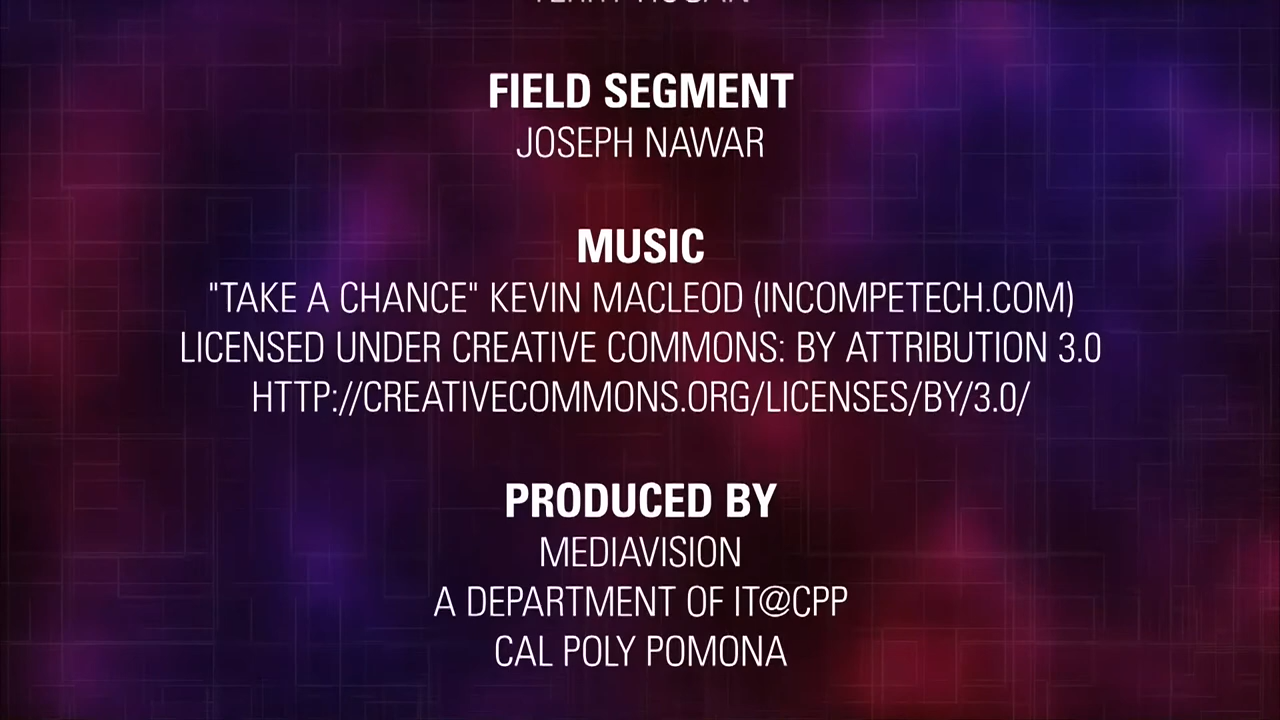 FIELD SEGMENT
JOSEPH NAWAR
MUSIC
"TAKE A CHANCE" KEVIN MACLEOD (INCOMPETECH.COM)
LICENSED UNDER CREATIVE COMMONS: BY ATTRIBUTION 3.0
HTTP://CREATIVECOMMONS.ORG/LICENSES/BY/3.0/
PRODUCED BY
MEDIAVISION
A DEPARTMENT OF IT@CPP
CAL POLY POMONA